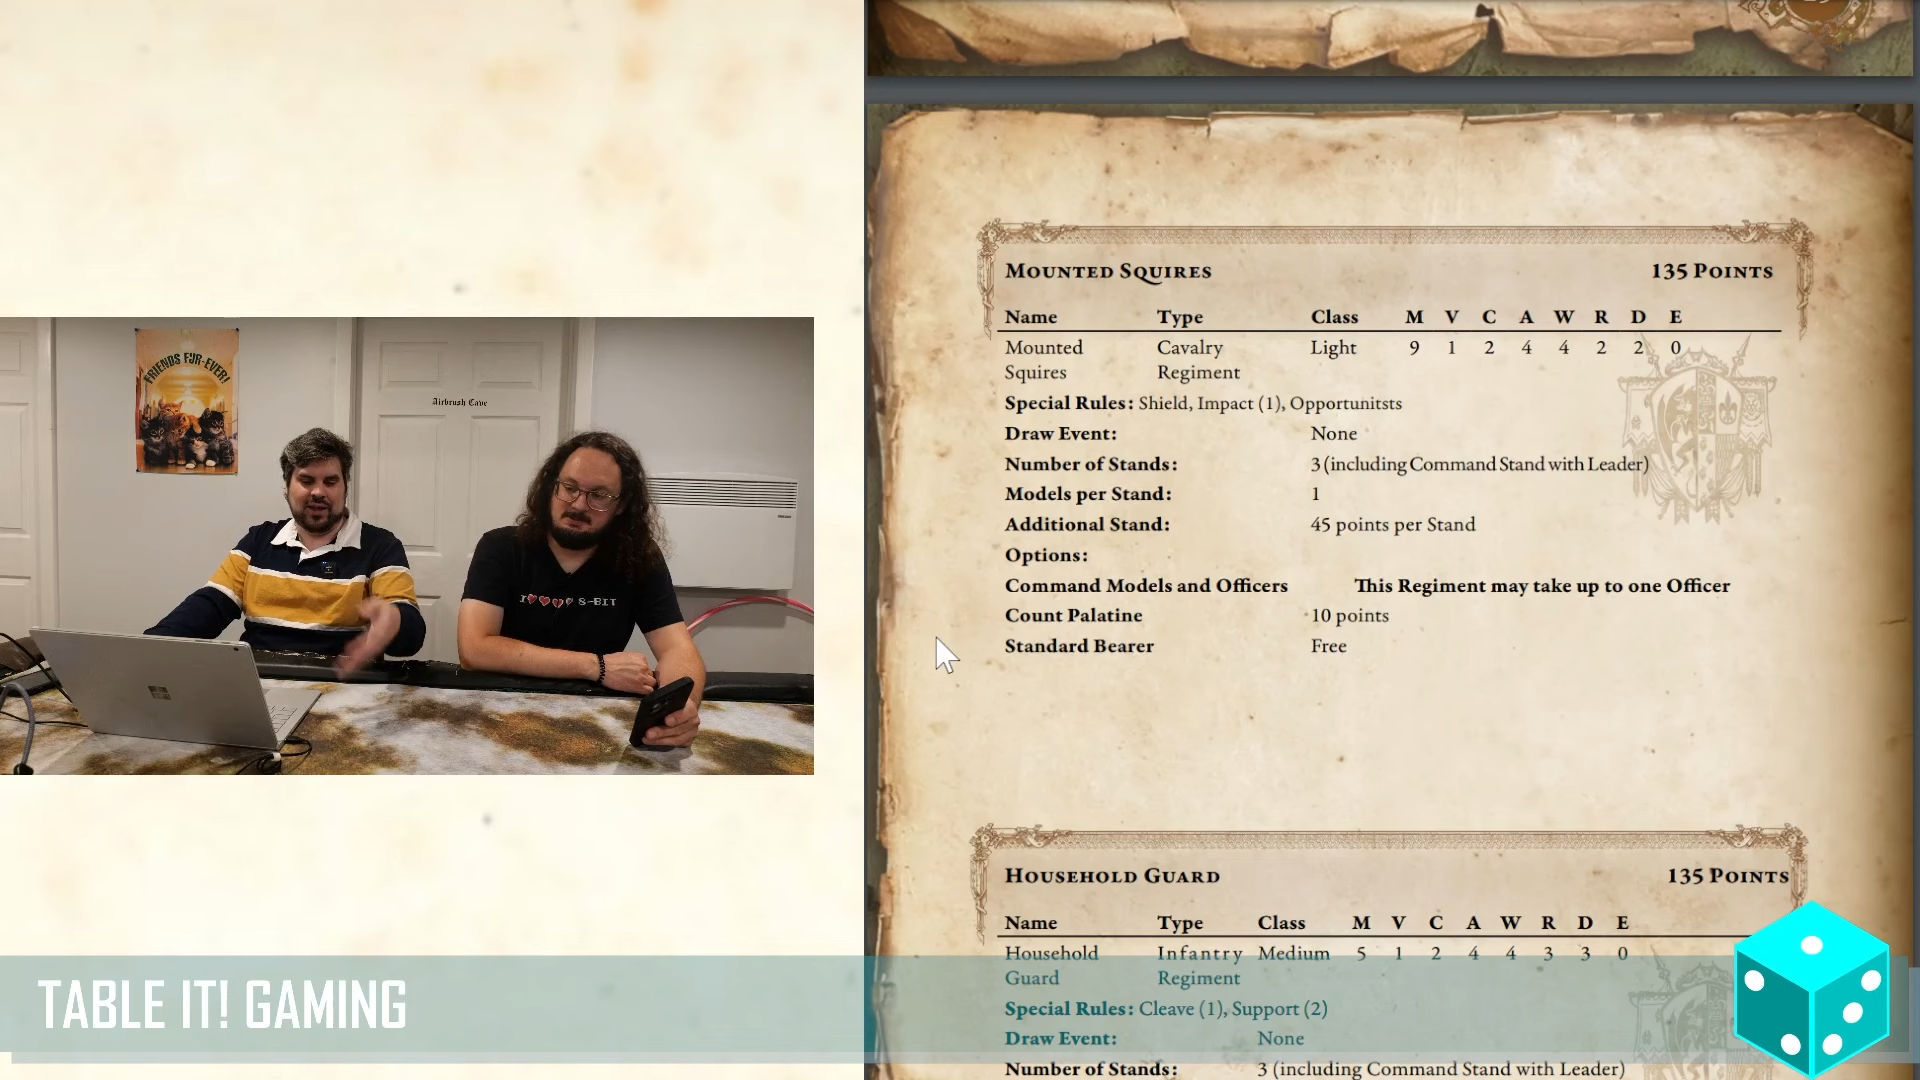 FRIENDS FUR-EVER!
Airbrush Cave
I 8-BIT
MOUNTED SQUIRES 135 POINTS
Name Type Class M V C A W R D E
Mounted Squires Cavalry Regiment Light 9 1 2 4 4 2 2 0
Special Rules: Shield, Impact (1), Opportunitsts
Draw Event: None
Number of Stands: 3 (including Command Stand with Leader)
Models per Stand: 1
Additional Stand: 45 points per Stand
Options:
Command Models and Officers This Regiment may take up to one Officer
Count Palatine 10 points
Standard Bearer Free
HOUSEHOLD GUARD 135 POINTS
Name Type Class M V C A W R D E
Household Guard Infantry Regiment Medium 5 1 2 4 4 3 3 0
Special Rules: Cleave (1), Support (2)
Draw Event: None
Number of Stands: 3 (including Command Stand with Leader)
TABLE IT! GAMING